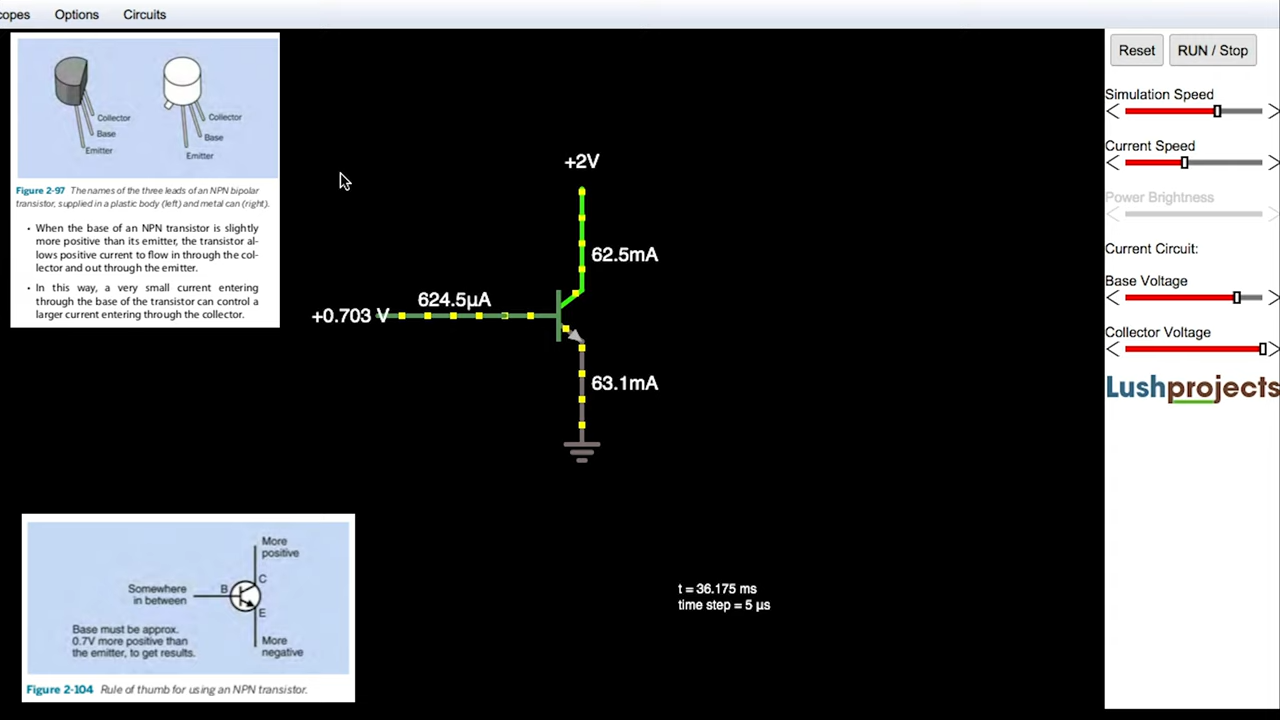 opes Options Circuits
Collector
Base
Emitter
Collector
Base
Emitter
Figure 2-97 The names of the three leads of an NPN bipolar
transistor, supplied in a plastic body (left) and metal can (right).
• When the base of an NPN transistor is slightly
more positive than its emitter, the transistor al-
lows positive current to flow in through the col-
lector and out through the emitter.
• In this way, a very small current entering
through the base of the transistor can control a
larger current entering through the collector.
+2V
62.5mA
624.5µA
+0.703 V
63.1mA
t = 36.175 ms
time step = 5 µs
More
positive
Somewhere
in between
B
C
E
Base must be approx.
0.7V more positive than
the emitter, to get results.
More
negative
Figure 2-104 Rule of thumb for using an NPN transistor.
Reset RUN / Stop
Simulation Speed
Current Speed
Power Brightness
Current Circuit:
Base Voltage
Collector Voltage
Lushprojects